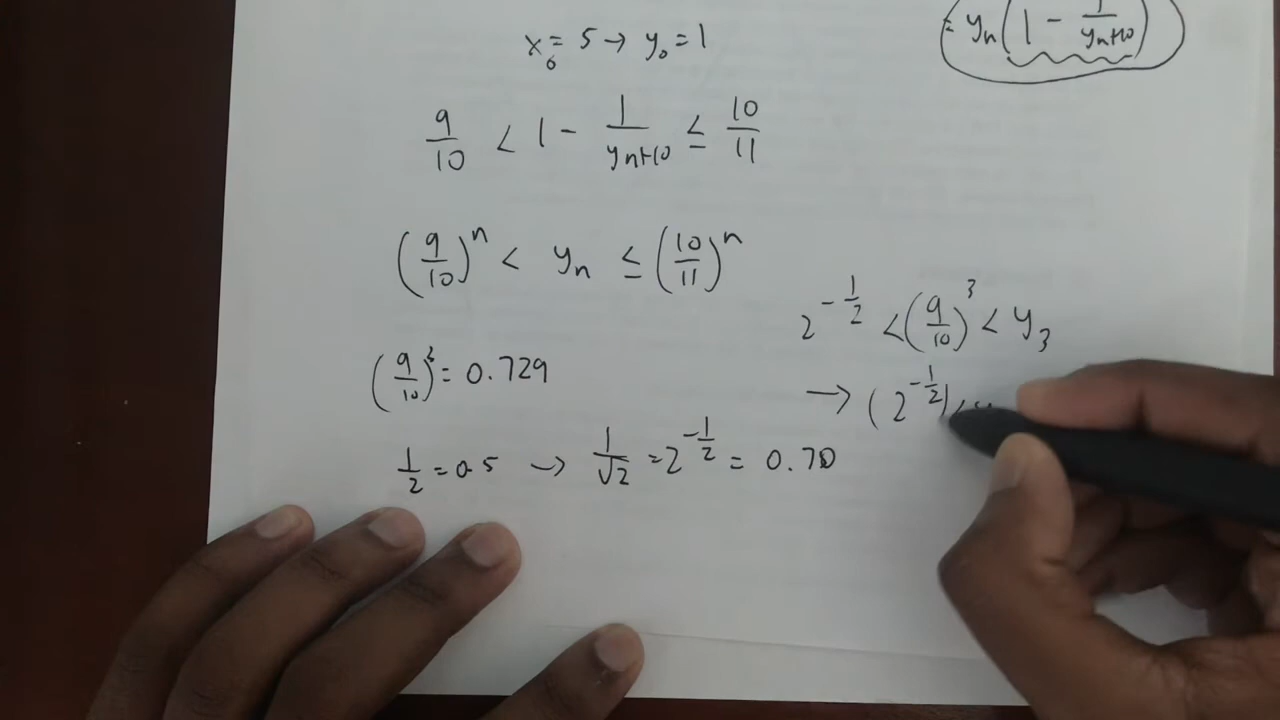 = yn(1 - 1/(yn+10))
x₀ = 5 → y₀ = 1
9/10 < 1 - 1/(yn+10) ≤ 10/11
(9/10)ⁿ < yn ≤ (10/11)ⁿ
2^(-1/2) < (9/10)³ < y₃
(9/10)³ = 0.729
→ (2^(-1/2)) <
1/2 = 0.5 → 1/√2 = 2^(-1/2) = 0.70